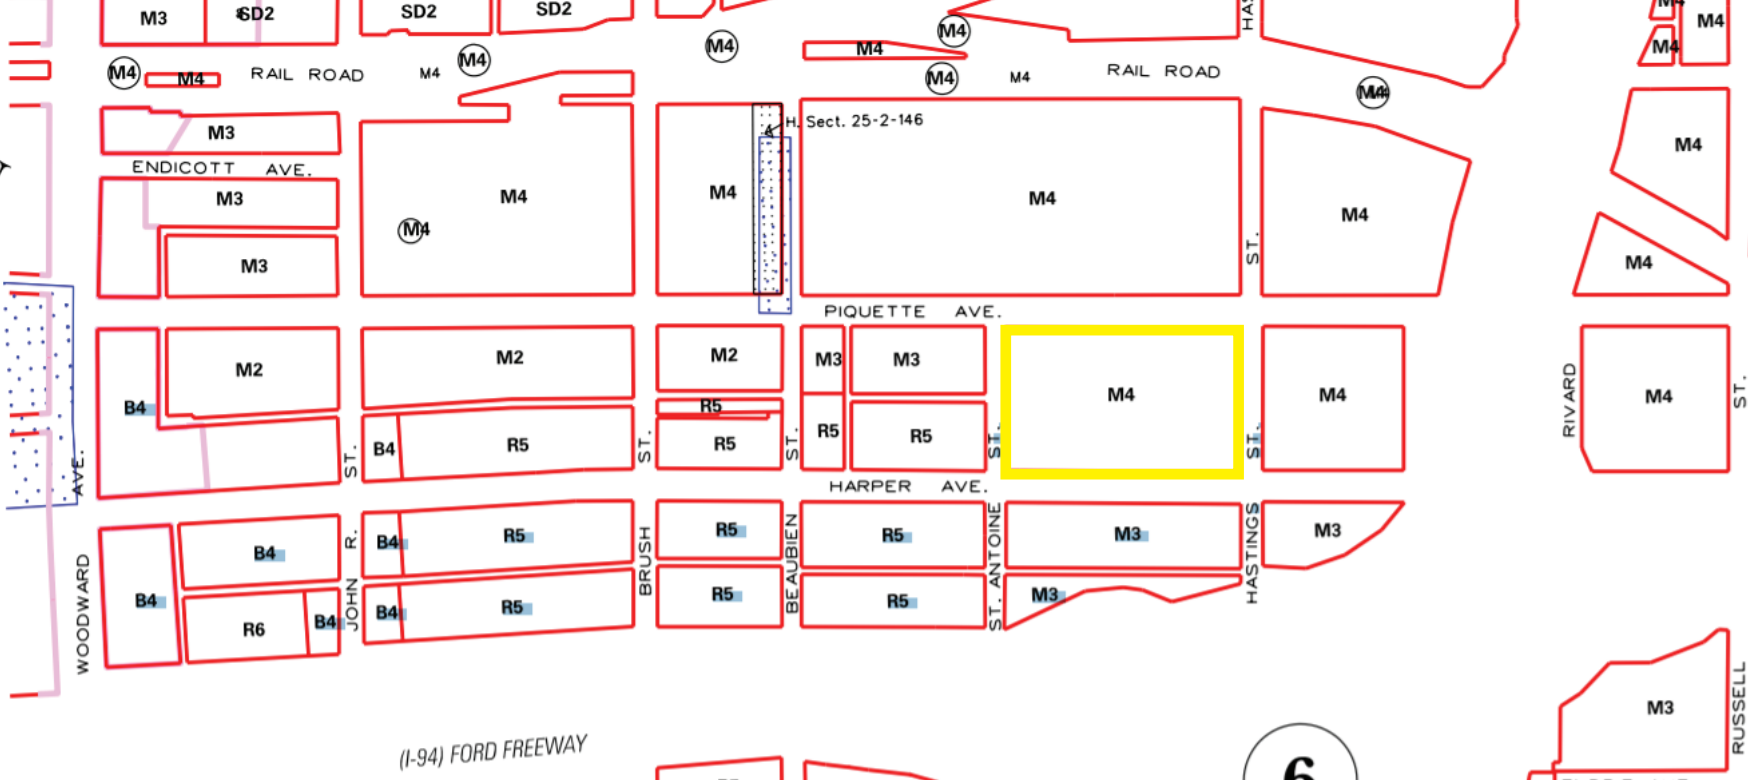 M3
SD2
SD2
SD2
M4
M4
M4
M4
M4
M4
RAIL ROAD
M4
M4
M4
M4
M4
M4
RAIL ROAD
M4
M3
H. Sect. 25-2-146
ENDICOTT AVE.
M3
M4
M4
M4
M4
M4
M4
M4
M3
ST.
M4
PIQUETTE AVE.
M2
M2
M2
M3
M3
M4
M4
M4
RIVARD
ST.
B4
R5
B4
R5
R5
R5
R5
AVE.
ST.
ST.
ST.
ST.
ST.
HARPER AVE.
B4
B4
R5
R5
R5
M3
M3
WOODWARD
JOHN R.
BRUSH
BEAUBIEN
ST. ANTOINE
HASTINGS
B4
R6
B4
B4
R5
R5
R5
M3
M3
RUSSELL
(I-94) FORD FREEWAY
6